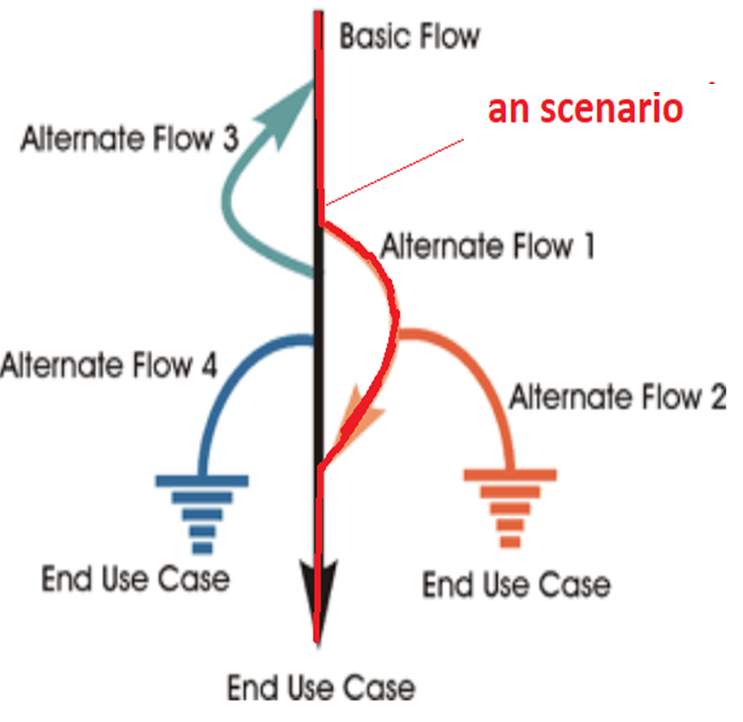 Basic Flow
an scenario
Alternate Flow 3
Alternate Flow 1
Alternate Flow 4
Alternate Flow 2
End Use Case
End Use Case
End Use Case